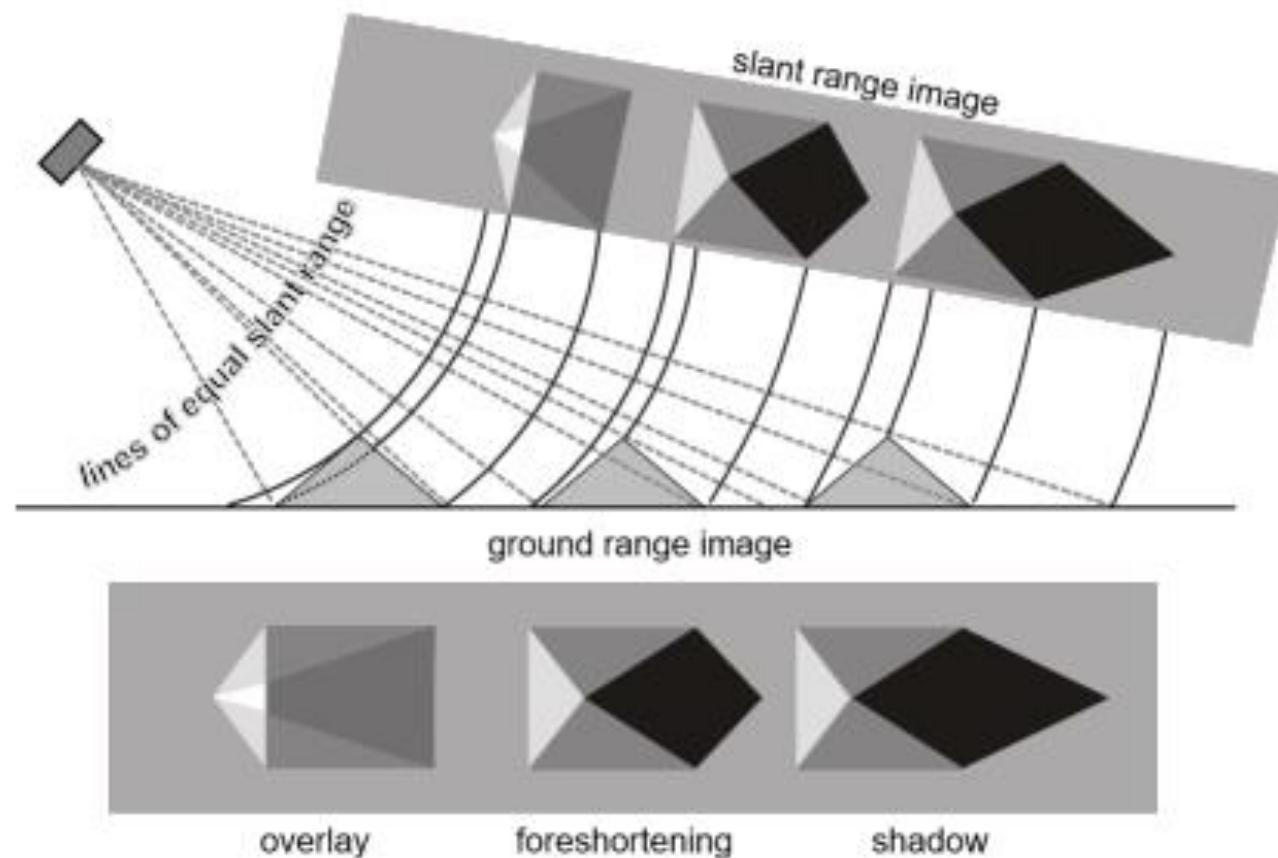 slant range image
lines of equal slant range
ground range image
overlay
foreshortening
shadow